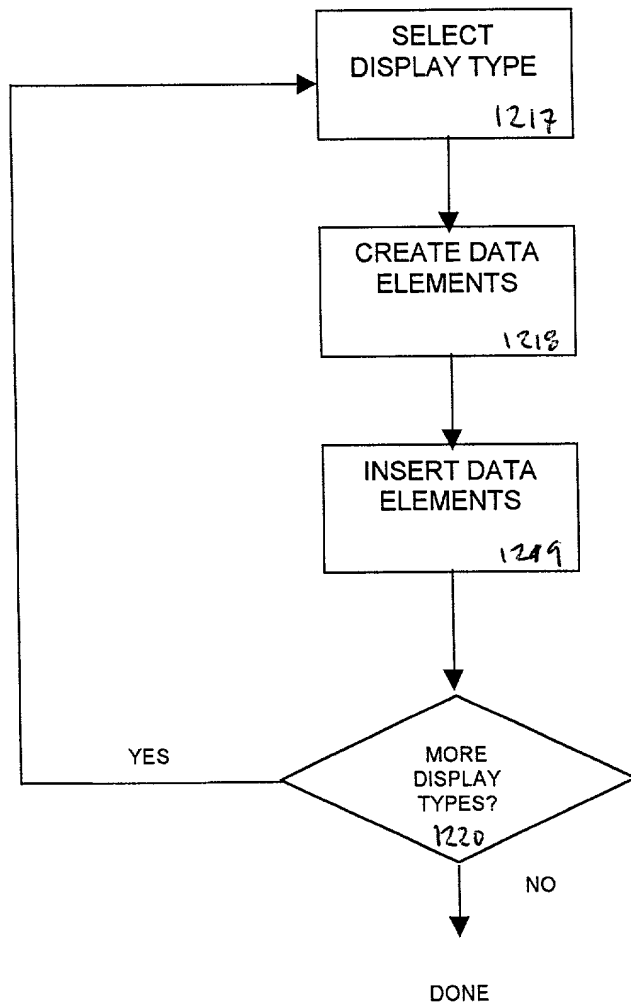 SELECT
DISPLAY TYPE
1217
CREATE DATA
ELEMENTS
1218
INSERT DATA
ELEMENTS
1219
YES
MORE
DISPLAY
TYPES?
1220
NO
DONE